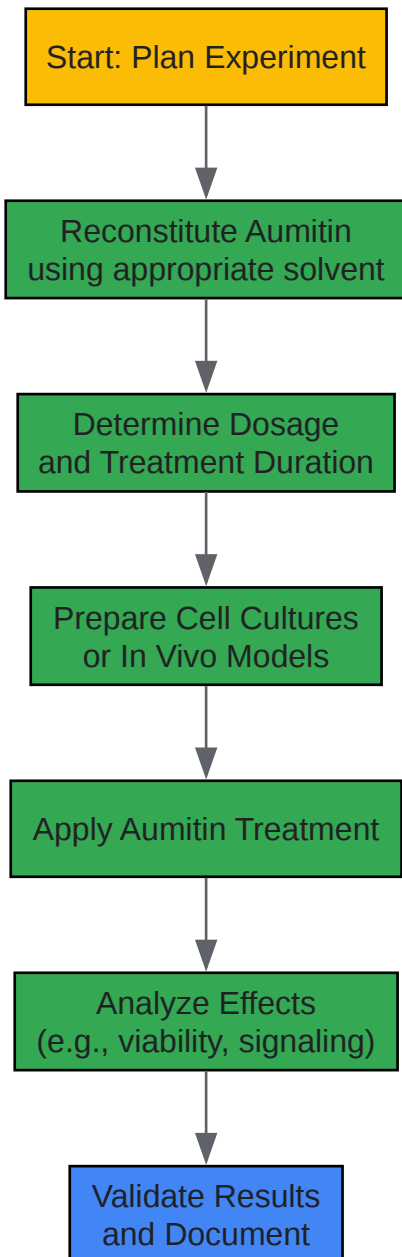 Start: Plan Experiment
Reconstitute Aumitin
using appropriate solvent
Determine Dosage
and Treatment Duration
Prepare Cell Cultures
or In Vivo Models
Apply Aumitin Treatment
Analyze Effects
(e.g., viability, signaling)
Validate Results
and Document